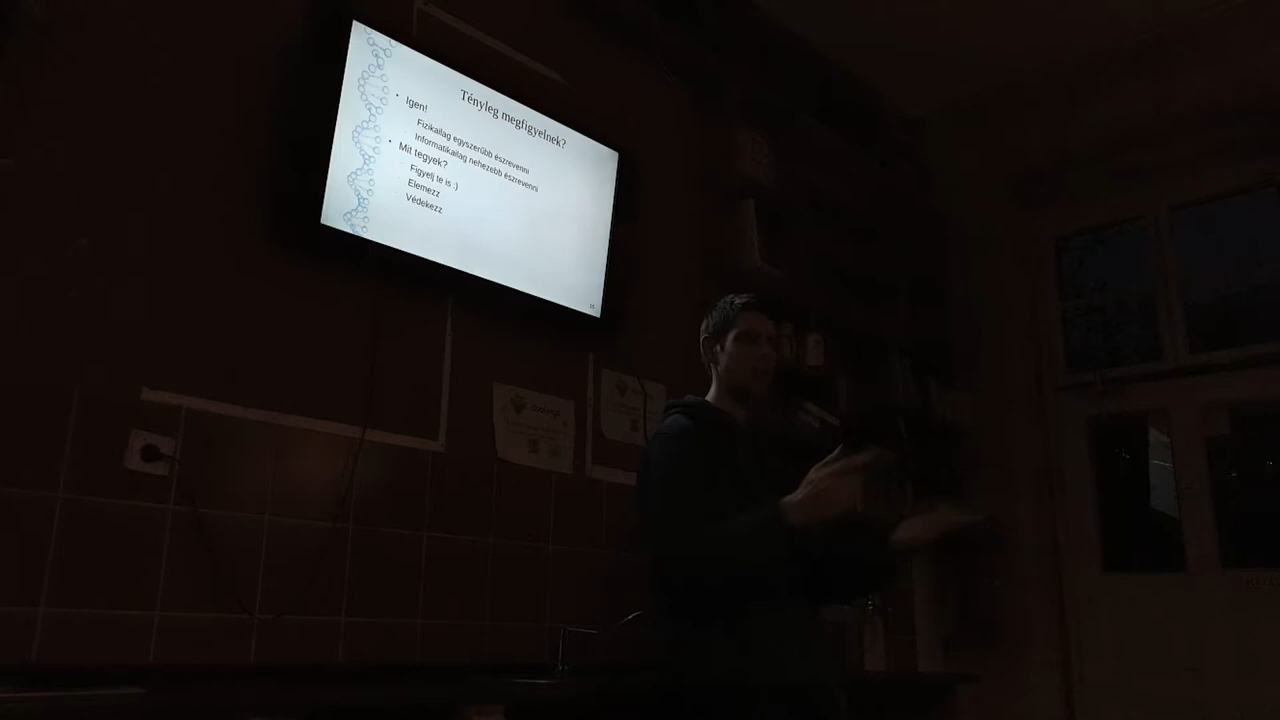 Tényleg megfigyelnek?
• Igen!
Fizikailag egyszerűbb észrevenni
Informatikailag nehezebb észrevenni
• Mit tegyek?
Figyelj te is :)
Elemezz
Védekezz